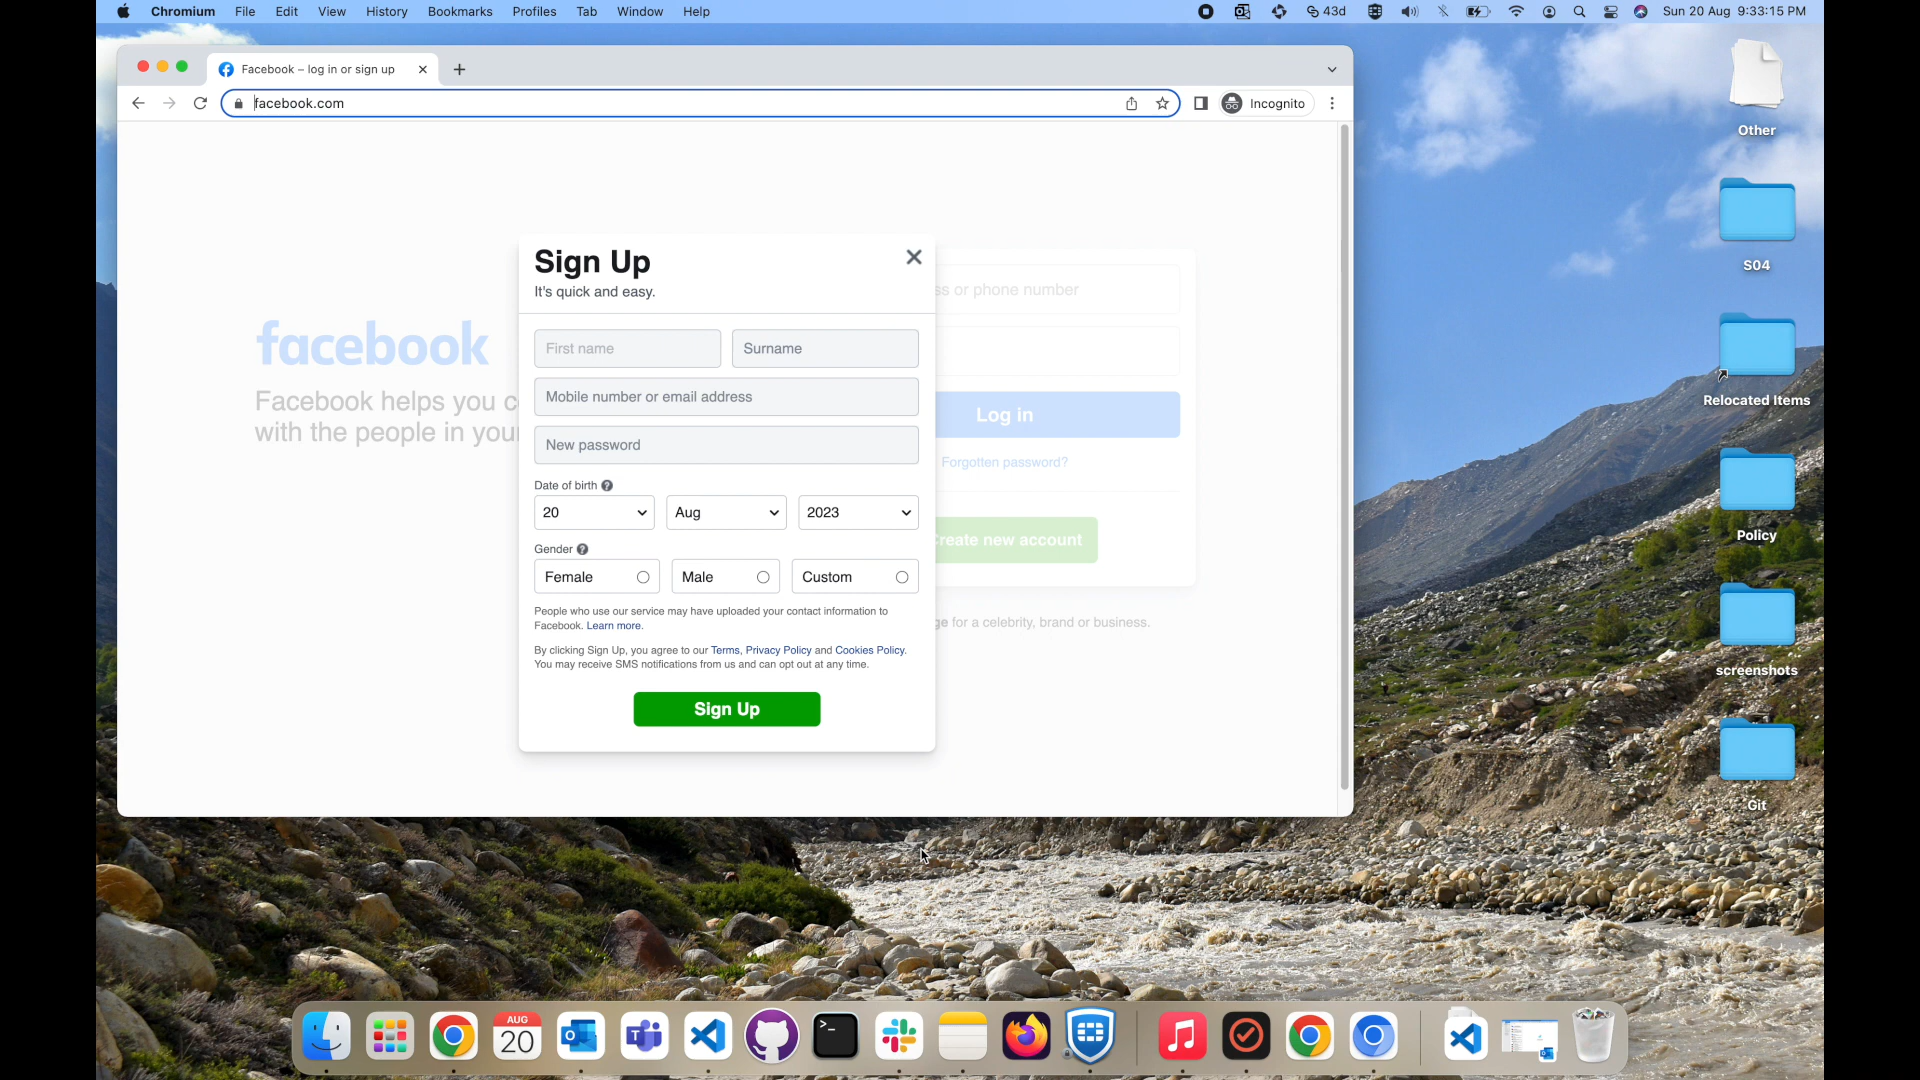 Chromium File Edit View History Bookmarks Profiles Tab Window Help 43d Sun 20 Aug 9:33:15 PM
Facebook – log in or sign up
facebook.com
Incognito
Sign Up
It's quick and easy.
First name Surname
Mobile number or email address
New password
Date of birth
20 Aug 2023
Gender
Female Male Custom
People who use our service may have uploaded your contact information to
Facebook. Learn more.
By clicking Sign Up, you agree to our Terms, Privacy Policy and Cookies Policy.
You may receive SMS notifications from us and can opt out at any time.
Sign Up
facebook
Facebook helps you c
with the people in your
ss or phone number
Log in
Forgotten password?
reate new account
ge for a celebrity, brand or business.
Other
S04
Relocated Items
Policy
screenshots
Git
AUG
20